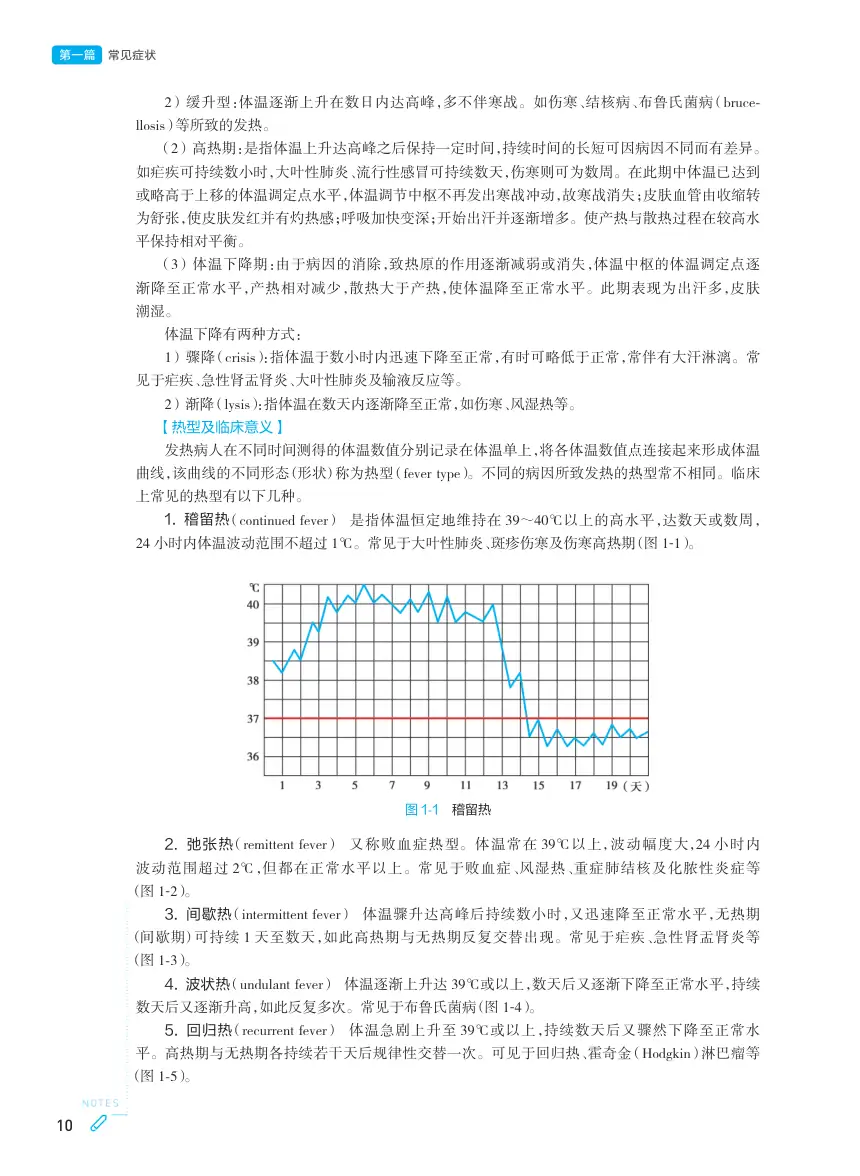 第一篇 常见症状
2）缓升型:体温逐渐上升在数日内达高峰,多不伴寒战。如伤寒、结核病、布鲁氏菌病(bruce-
llosis)等所致的发热。
（2）高热期:是指体温上升达高峰之后保持一定时间,持续时间的长短可因病因不同而有差异。
如疟疾可持续数小时,大叶性肺炎、流行性感冒可持续数天,伤寒则可为数周。在此期中体温已达到
或略高于上移的体温调定点水平,体温调节中枢不再发出寒战冲动,故寒战消失;皮肤血管由收缩转
为舒张,使皮肤发红并有灼热感;呼吸加快变深;开始出汗并逐渐增多。使产热与散热过程在较高水
平保持相对平衡。
（3）体温下降期:由于病因的消除,致热原的作用逐渐减弱或消失,体温中枢的体温调定点逐
渐降至正常水平,产热相对减少,散热大于产热,使体温降至正常水平。此期表现为出汗多,皮肤
潮湿。
体温下降有两种方式:
1）骤降(crisis):指体温于数小时内迅速下降至正常,有时可略低于正常,常伴有大汗淋漓。常
见于疟疾、急性肾盂肾炎、大叶性肺炎及输液反应等。
2）渐降(lysis):指体温在数天内逐渐降至正常,如伤寒、风湿热等。
【热型及临床意义】
发热病人在不同时间测得的体温数值分别记录在体温单上,将各体温数值点连接起来形成体温
曲线,该曲线的不同形态(形状)称为热型(fever type)。不同的病因所致发热的热型常不相同。临床
上常见的热型有以下几种。
1. 稽留热(continued fever) 是指体温恒定地维持在 39～40℃以上的高水平,达数天或数周,
24 小时内体温波动范围不超过 1℃。常见于大叶性肺炎、斑疹伤寒及伤寒高热期(图 1-1)。
℃
40
39
38
37
36
1 3 5 7 9 11 13 15 17 19 (天)
图 1-1 稽留热
2. 弛张热(remittent fever) 又称败血症热型。体温常在 39℃以上,波动幅度大,24 小时内
波动范围超过 2℃,但都在正常水平以上。常见于败血症、风湿热、重症肺结核及化脓性炎症等
(图 1-2)。
3. 间歇热(intermittent fever) 体温骤升达高峰后持续数小时,又迅速降至正常水平,无热期
(间歇期)可持续 1 天至数天,如此高热期与无热期反复交替出现。常见于疟疾、急性肾盂肾炎等
(图 1-3)。
4. 波状热(undulant fever) 体温逐渐上升达 39℃或以上,数天后又逐渐下降至正常水平,持续
数天后又逐渐升高,如此反复多次。常见于布鲁氏菌病(图 1-4)。
5. 回归热(recurrent fever) 体温急剧上升至 39℃或以上,持续数天后又骤然下降至正常水
平。高热期与无热期各持续若干天后规律性交替一次。可见于回归热、霍奇金(Hodgkin)淋巴瘤等
(图 1-5)。
NOTES
10